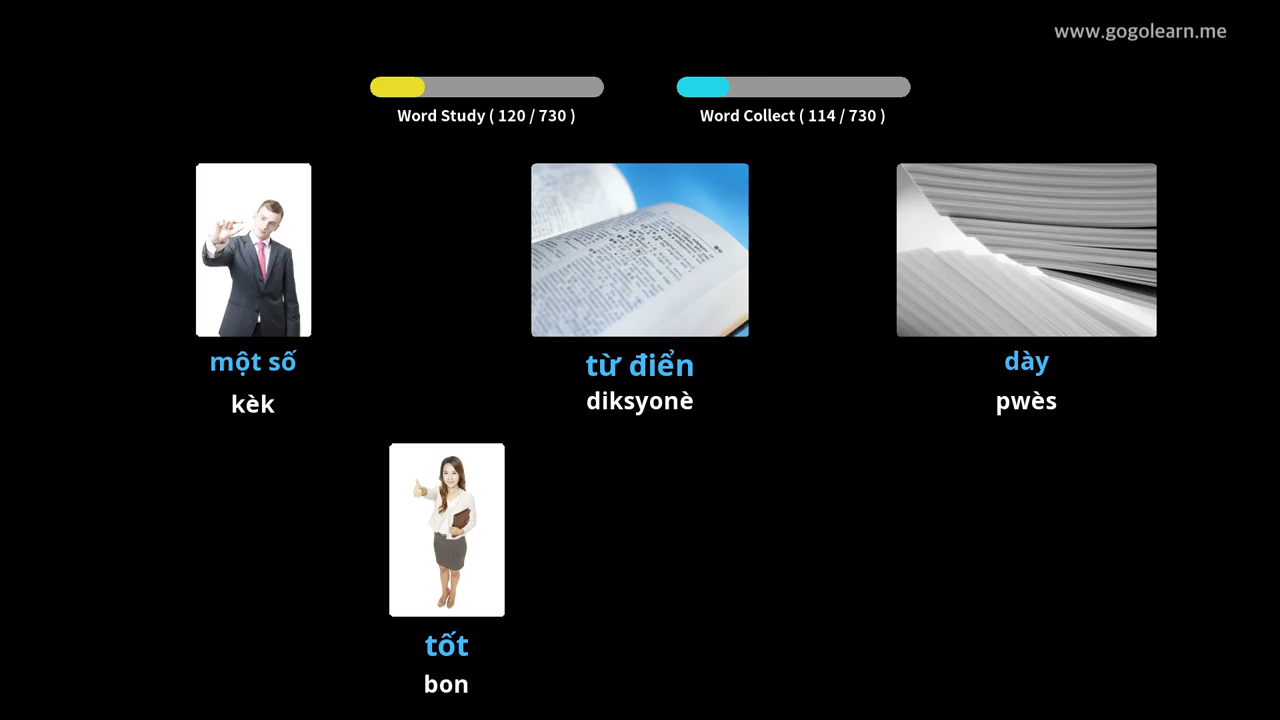 www.gogolearn.me
Word Study ( 120 / 730 )
Word Collect ( 114 / 730 )
một số
kèk
từ điển
diksyonè
dày
pwès
tốt
bon